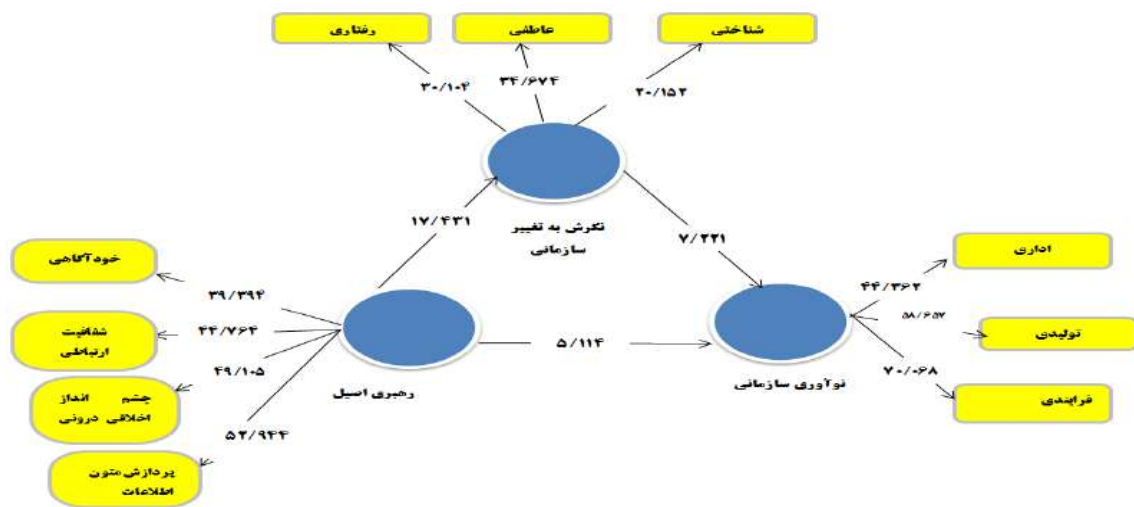 شناختی
عاطفی
رفتاری
۲۰/۱۵۲
۳۴/۶۷۴
۳۰/۱۰۴
نگرش به تغییر
سازمانی
۱۷/۴۳۱
۷/۲۲۱
اداری
تولیدی
فرایندی
۴۴/۳۶۲
۵۸/۶۵۷
۷۰/۰۶۸
نوآوری سازمانی
۵/۱۱۴
رهبری اصیل
خودآگاهی
شفافیت
ارتباطی
چشم انداز
اخلاقی درونی
پردازش متون
اطلاعات
۳۹/۳۹۴
۴۴/۷۶۴
۴۹/۱۰۵
۵۲/۹۴۴